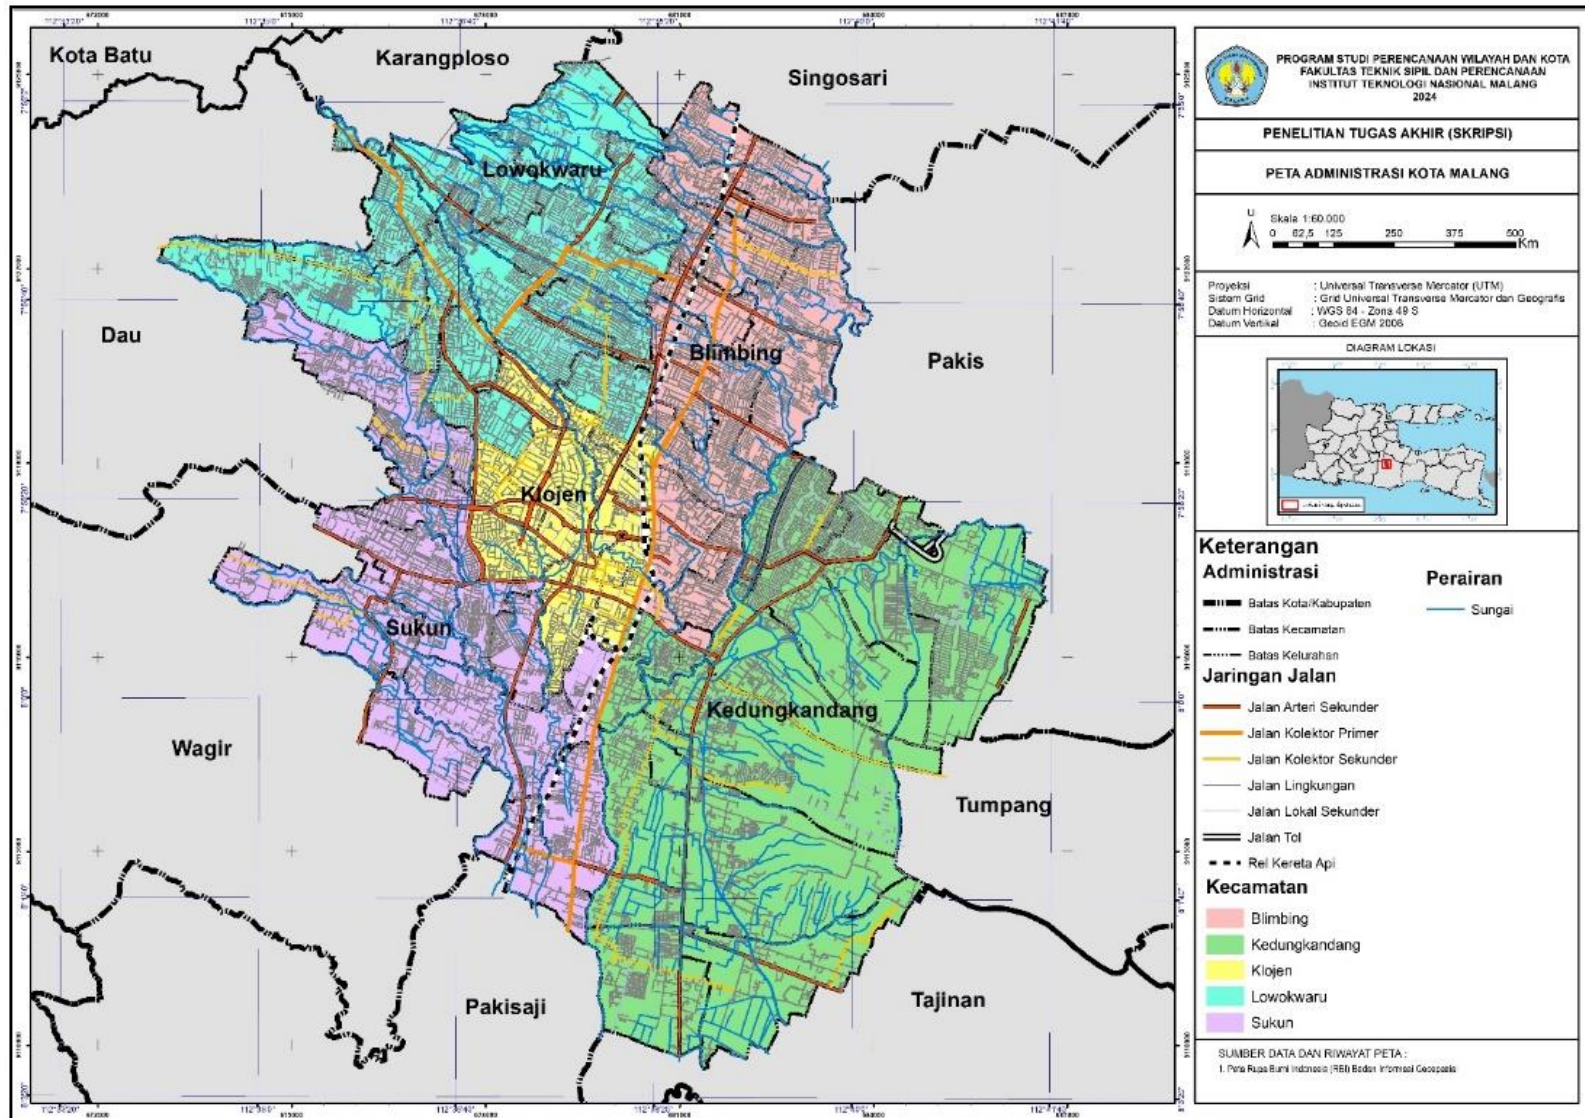 Kota Batu
Karangploso
Singosari
Lowokwaru
Dau
Blimbing
Pakis
Klojen
Sukun
Kedungkandang
Wagir
Tumpang
Pakisaji
Tajinan
PROGRAM STUDI PERENCANAAN WILAYAH DAN KOTA
FAKULTAS TEKNIK SIPIL DAN PERENCANAAN
INSTITUT TEKNOLOGI NASIONAL MALANG
2024
PENELITIAN TUGAS AKHIR (SKRIPSI)
PETA ADMINISTRASI KOTA MALANG
U
Skala 1:60.000
0 62,5 125 250 375 500
Km
Proyeksi : Universal Transverse Mercator (UTM)
Sistem Grid : Grid Universal Transverse Mercator dan Geografis
Datum Horizontal : WGS 84 - Zona 49 S
Datum Vertikal : Geoid EGM 2008
DIAGRAM LOKASI
Keterangan
Administrasi
Batas Kota/Kabupaten
Batas Kecamatan
Batas Kelurahan
Perairan
Sungai
Jaringan Jalan
Jalan Arteri Sekunder
Jalan Kolektor Primer
Jalan Kolektor Sekunder
Jalan Lingkungan
Jalan Lokal Sekunder
Jalan Tol
Rel Kereta Api
Kecamatan
Blimbing
Kedungkandang
Klojen
Lowokwaru
Sukun
SUMBER DATA DAN RIWAYAT PETA :
1. Peta Rupa Bumi Indonesia (RBI) Badan Informasi Geospasial